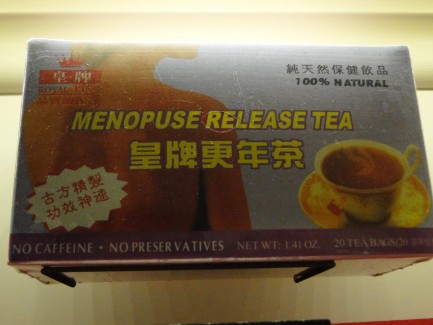 皇牌
純天然保健飲品
100% NATURAL
MENOPUSE RELEASE TEA
皇牌更年茶
古方精製
功效神速
NO CAFFEINE • NO PRESERVATIVES NET WT: 1.41 OZ. 20 TEA BAGS(20